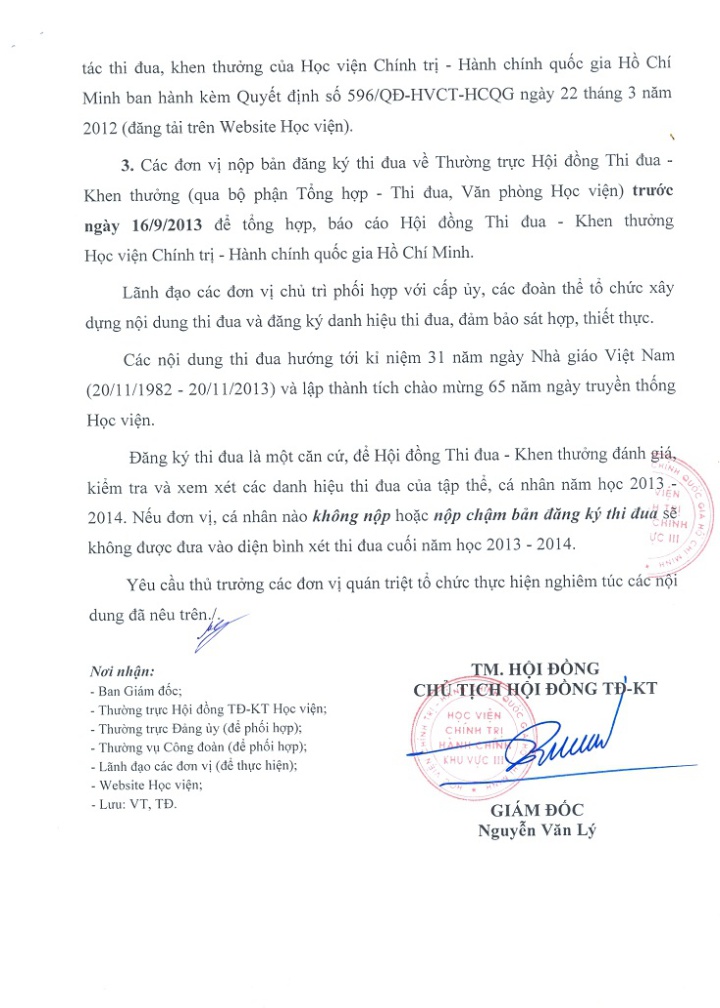 tác thi đua, khen thưởng của Học viện Chính trị - Hành chính quốc gia Hồ Chí
Minh ban hành kèm Quyết định số 596/QĐ-HVCT-HCQG ngày 22 tháng 3 năm
2012 (đăng tải trên Website Học viện).
3. Các đơn vị nộp bản đăng ký thi đua về Thường trực Hội đồng Thi đua -
Khen thưởng (qua bộ phận Tổng hợp - Thi đua, Văn phòng Học viện) trước
ngày 16/9/2013 để tổng hợp, báo cáo Hội đồng Thi đua - Khen thưởng
Học viện Chính trị - Hành chính quốc gia Hồ Chí Minh.
Lãnh đạo các đơn vị chủ trì phối hợp với cấp ủy, các đoàn thể tổ chức xây
dựng nội dung thi đua và đăng ký danh hiệu thi đua, đảm bảo sát hợp, thiết thực.
Các nội dung thi đua hướng tới kỉ niệm 31 năm ngày Nhà giáo Việt Nam
(20/11/1982 - 20/11/2013) và lập thành tích chào mừng 65 năm ngày truyền thống
Học viện.
Đăng ký thi đua là một căn cứ, để Hội đồng Thi đua - Khen thưởng đánh giá,
kiểm tra và xem xét các danh hiệu thi đua của tập thể, cá nhân năm học 2013 -
2014. Nếu đơn vị, cá nhân nào không nộp hoặc nộp chậm bản đăng ký thi đua sẽ
không được đưa vào diện bình xét thi đua cuối năm học 2013 - 2014.
Yêu cầu thủ trưởng các đơn vị quán triệt tổ chức thực hiện nghiêm túc các nội
dung đã nêu trên./.
Nơi nhận:
- Ban Giám đốc;
- Thường trực Hội đồng TĐ-KT Học viện;
- Thường trực Đảng ủy (để phối hợp);
- Thường vụ Công đoàn (để phối hợp);
- Lãnh đạo các đơn vị (để thực hiện);
- Website Học viện;
- Lưu: VT, TĐ.
TM. HỘI ĐỒNG
CHỦ TỊCH HỘI ĐỒNG TĐ-KT
HỌC VIỆN
CHÍNH TRỊ
HÀNH CHÍNH
KHU VỰC III
GIÁM ĐỐC
Nguyễn Văn Lý